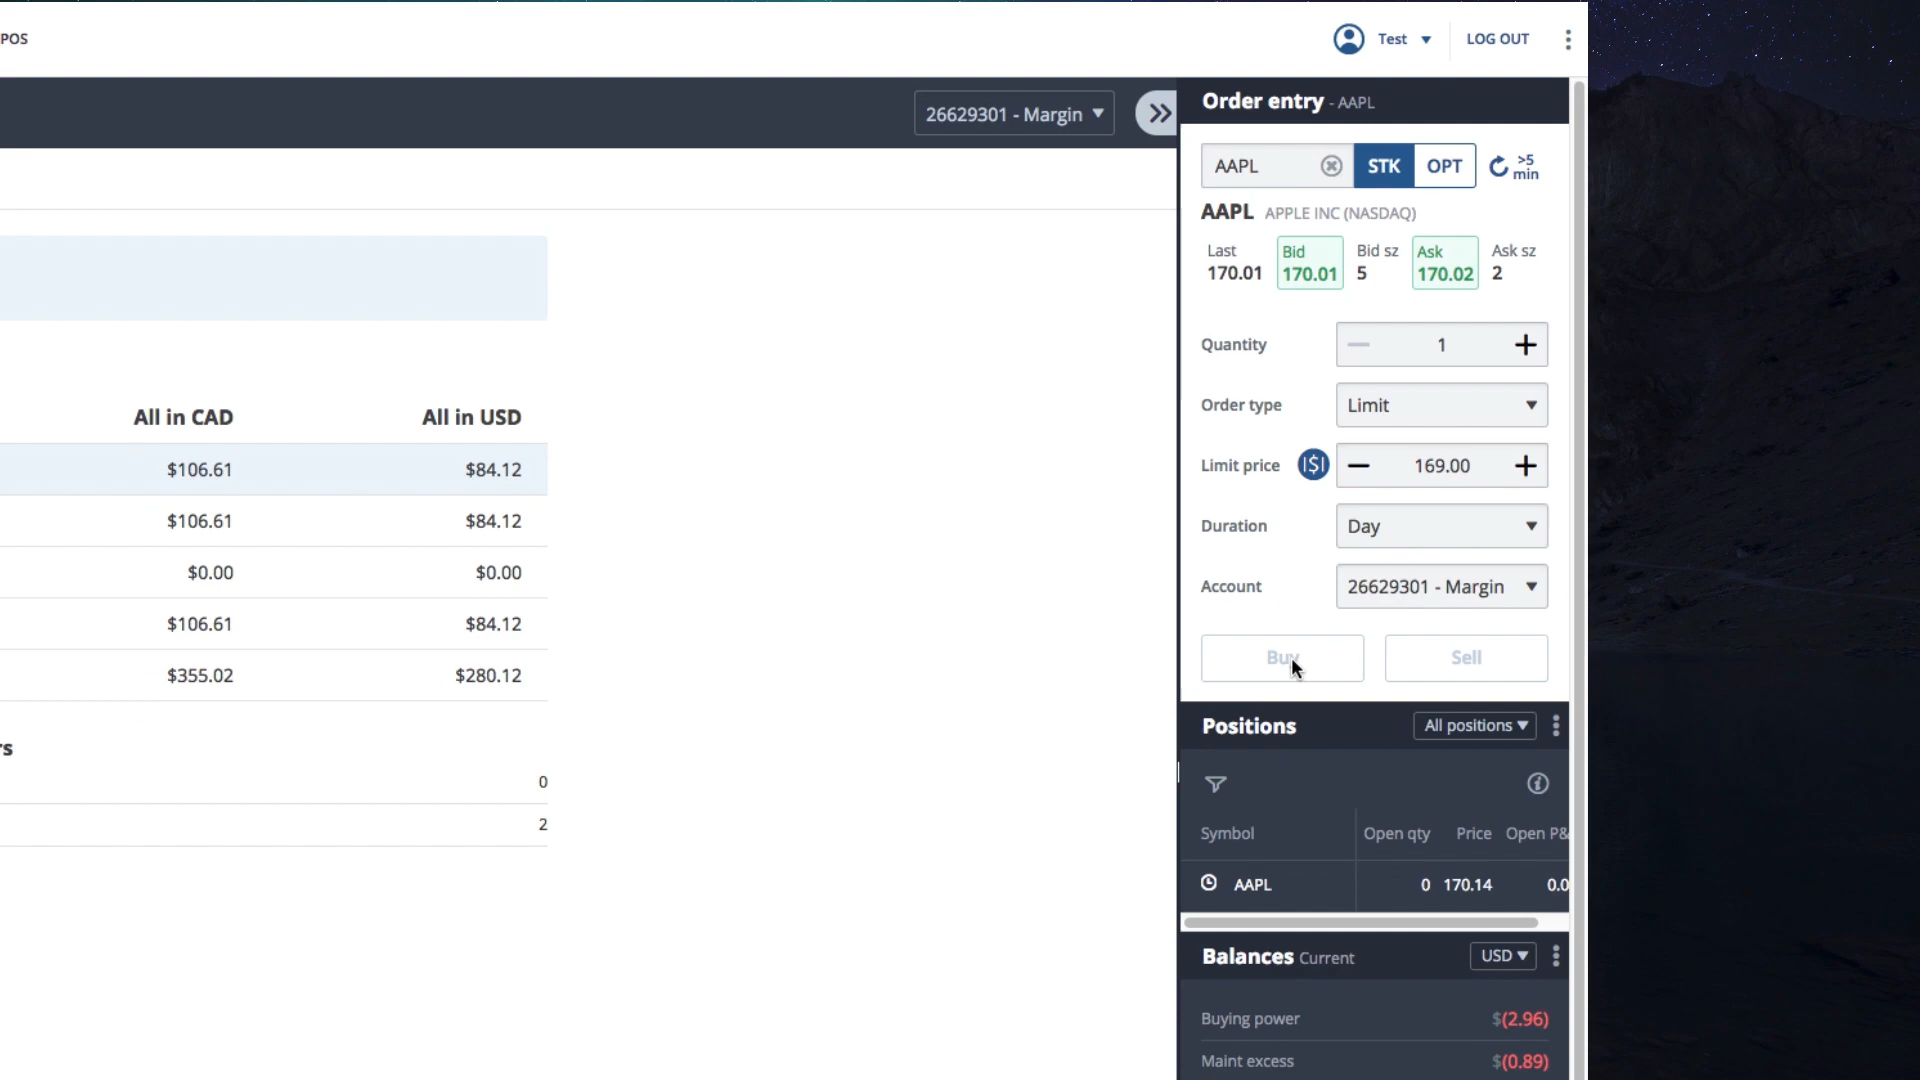 POS
Test
LOG OUT
26629301 - Margin
Order entry - AAPL
AAPL
STK
OPT
>5
min
AAPL APPLE INC (NASDAQ)
Last
170.01
Bid
170.01
Bid sz
5
Ask
170.02
Ask sz
2
Quantity
1
Order type
Limit
Limit price
|$|
169.00
Duration
Day
Account
26629301 - Margin
Buy
Sell
All in CAD
All in USD
$106.61
$84.12
$106.61
$84.12
$0.00
$0.00
$106.61
$84.12
$355.02
$280.12
rs
0
2
Positions
All positions
Symbol
Open qty
Price
Open P&
AAPL
0
170.14
0.0
Balances Current
USD
Buying power
$(2.96)
Maint excess
$(0.89)